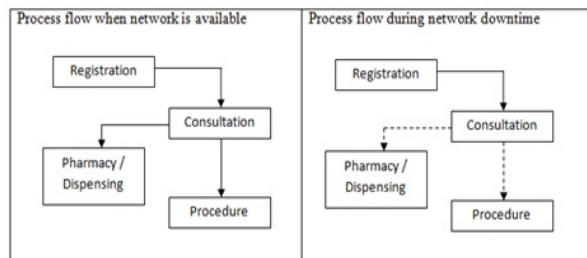 Process flow when network is available
Registration
Consultation
Pharmacy /
Dispensing
Procedure
Process flow during network downtime
Registration
Consultation
Pharmacy /
Dispensing
Procedure